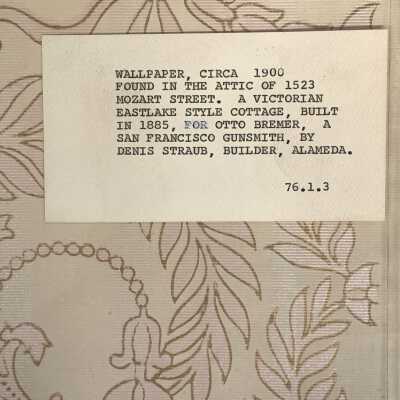 WALLPAPER, CIRCA 1900
FOUND IN THE ATTIC OF 1523
MOZART STREET. A VICTORIAN
EASTLAKE STYLE COTTAGE, BUILT
IN 1885, FOR OTTO BREMER, A
SAN FRANCISCO GUNSMITH, BY
DENIS STRAUB, BUILDER, ALAMEDA.
76.1.3